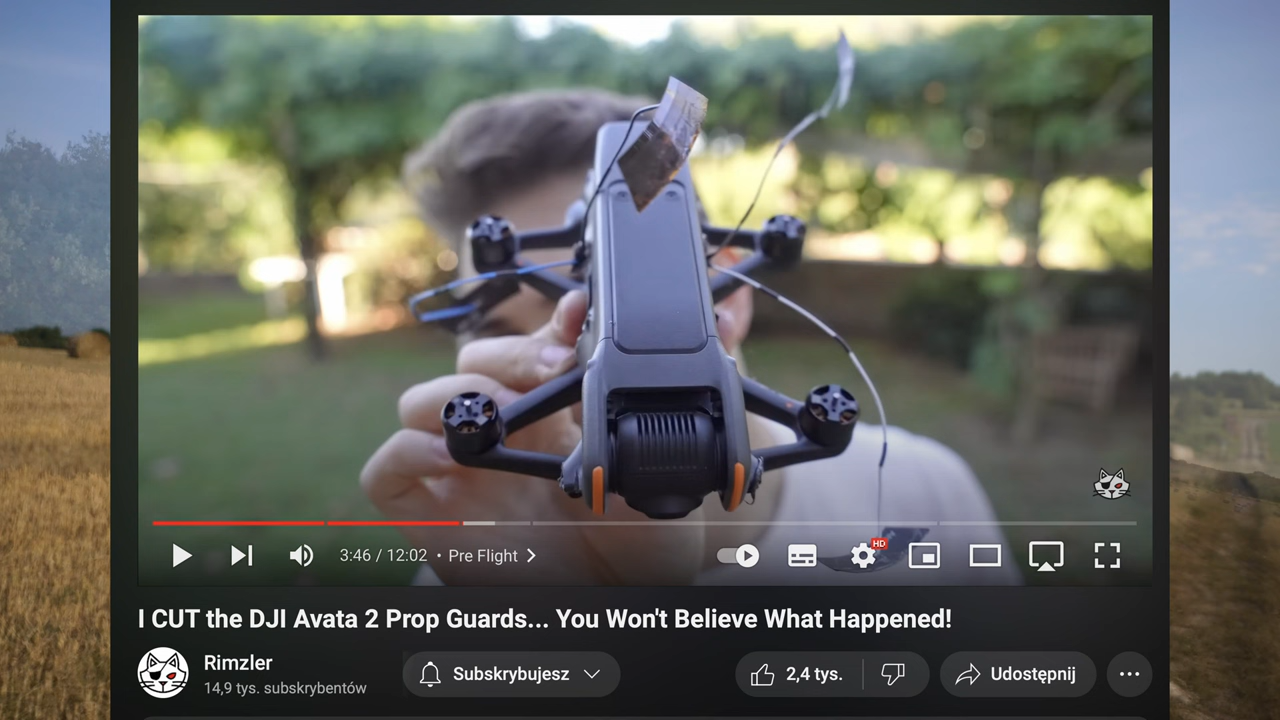 HD
3:46 / 12:02 • Pre Flight
I CUT the DJI Avata 2 Prop Guards... You Won't Believe What Happened!
Rimzler
14,9 tys. subskrybentów
Subskrybujesz
2,4 tys.
Udostępnij